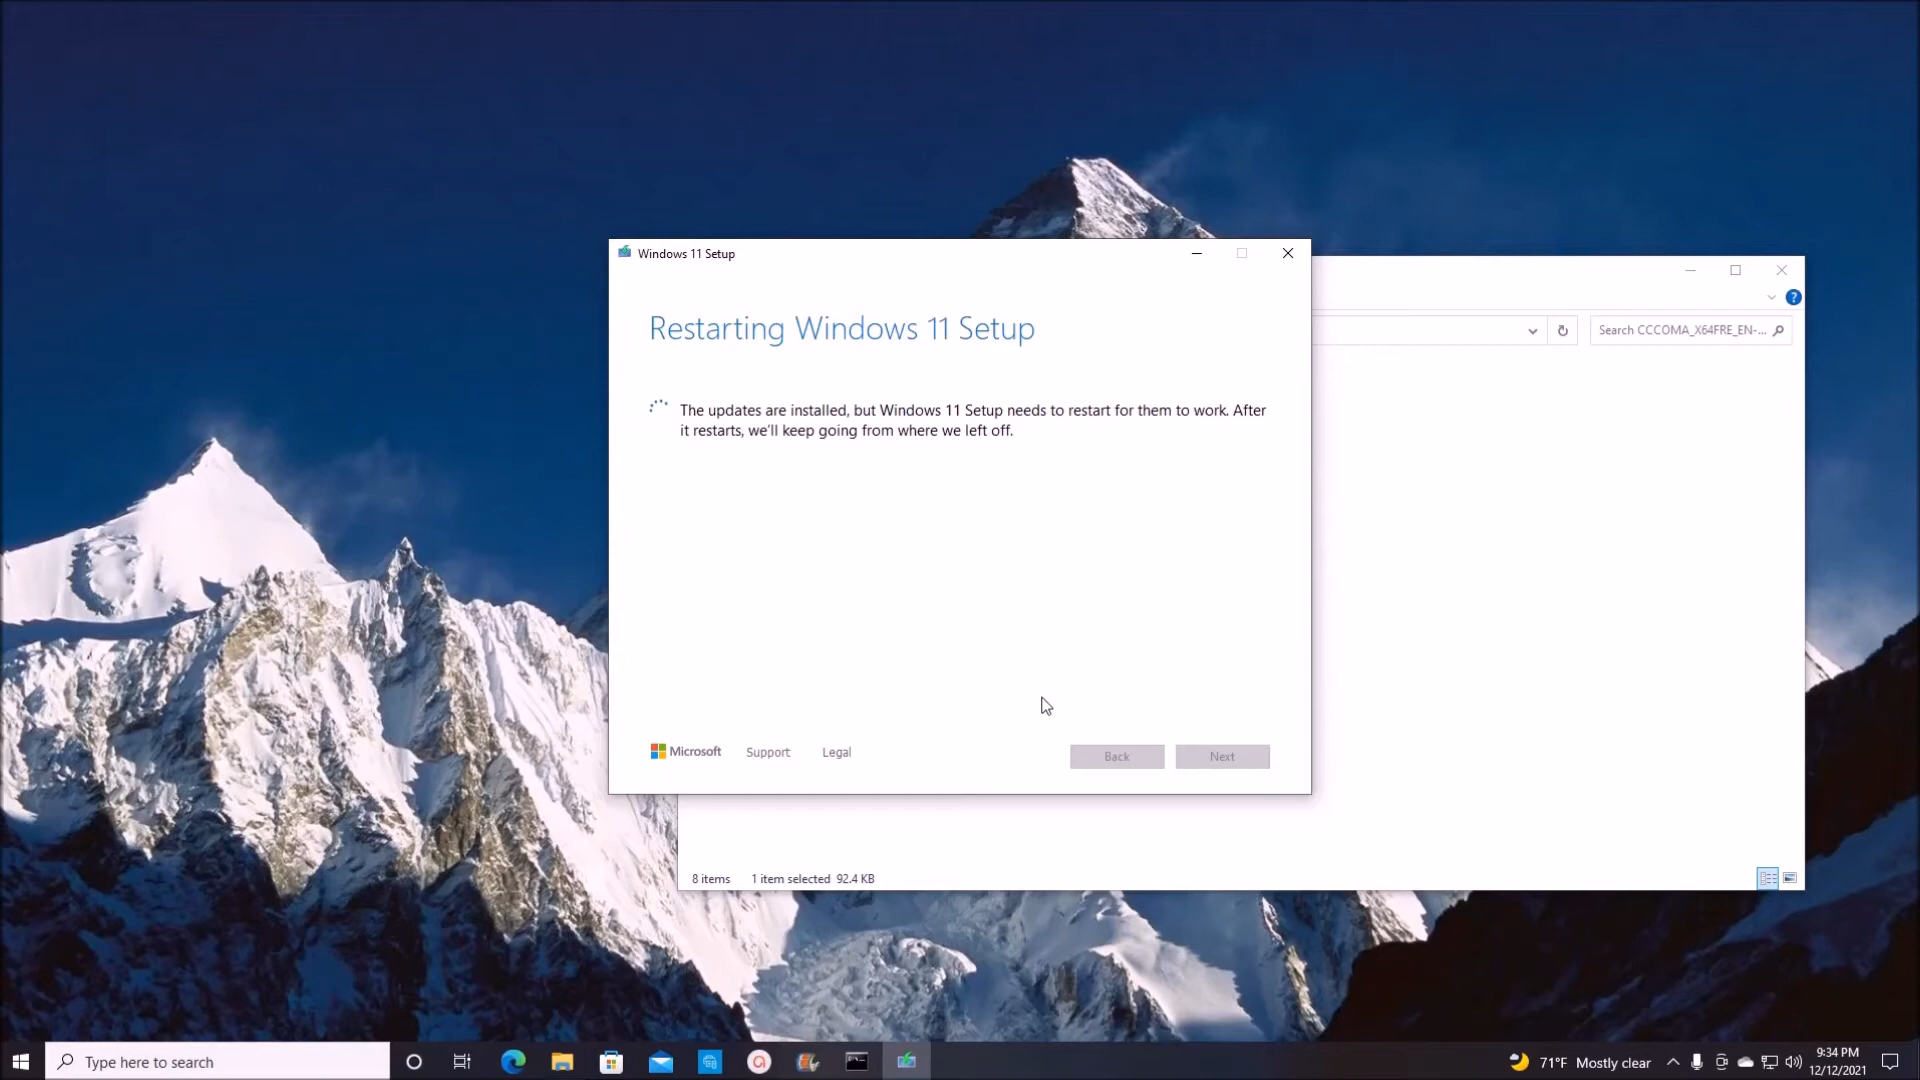 Windows 11 Setup
Restarting Windows 11 Setup
The updates are installed, but Windows 11 Setup needs to restart for them to work. After
it restarts, we'll keep going from where we left off.
Microsoft
Support
Legal
Back
Next
Search CCCOMA_X64FRE_EN-...
8 items
1 item selected 92.4 KB
Type here to search
71°F Mostly clear
9:34 PM
12/12/2021